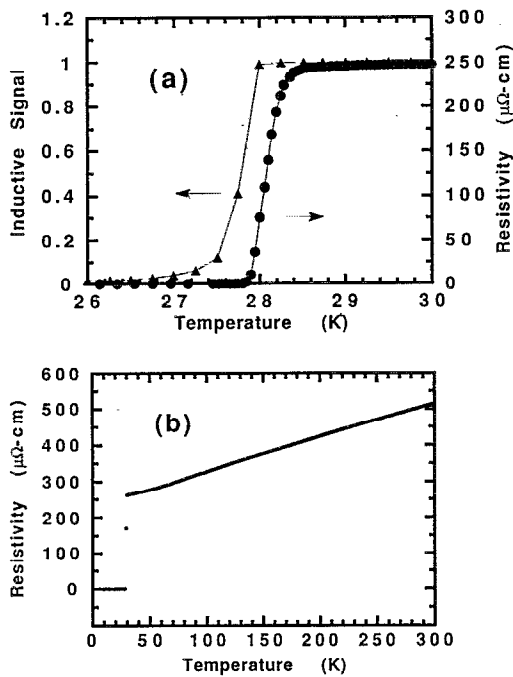 1.2
1
0.8
0.6
0.4
0.2
0
Inductive Signal
(a)
300
250
200
150
100
50
0
Resistivity (μΩ-cm)
26 27 28 29 30
Temperature (K)
600
500
400
300
200
100
0
Resistivity (μΩ-cm)
(b)
0 50 100 150 200 250 300
Temperature (K)